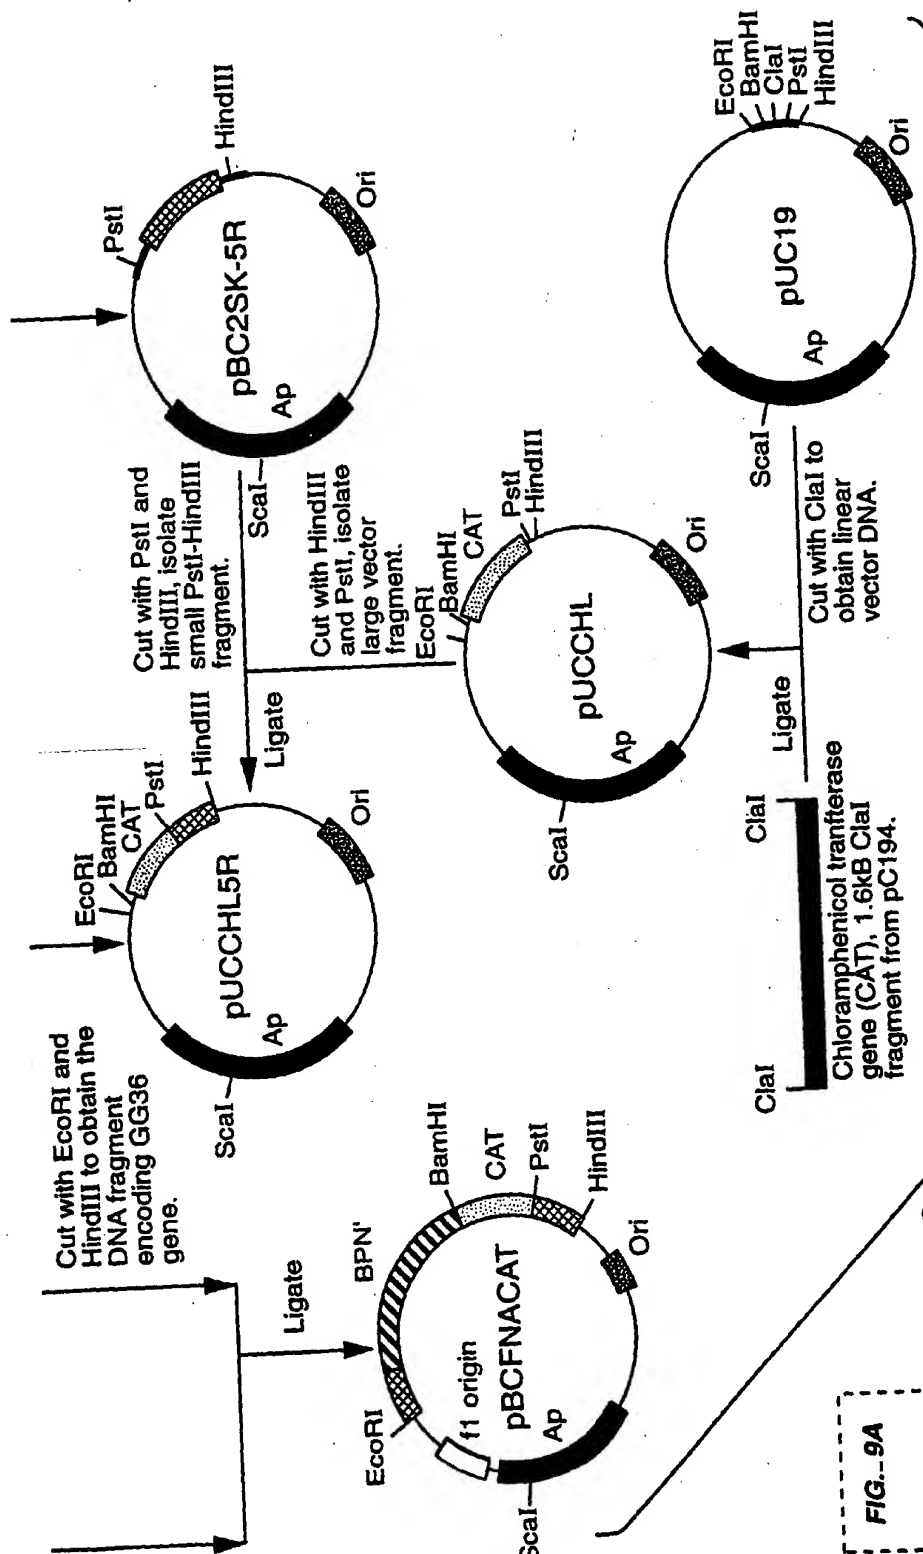 Cut with EcoRI and
HindIII to obtain the
DNA fragment
encoding GG36
gene.
Ligate
EcoRI
f1 origin
BPN'
BamHI
CAT
PstI
HindIII
Ori
Ap
ScaI
pBCFNACAT
EcoRI
BamHI
CAT
PstI
HindIII
Ori
Ap
ScaI
pUCCHL5R
Ligate
Cut with PstI and
HindIII, isolate
small PstI-HindIII
fragment.
Cut with HindIII
and PstI, isolate
large vector
fragment.
PstI
HindIII
Ori
Ap
ScaI
pBC2SK-5R
EcoRI
BamHI
CAT
PstI
HindIII
Ori
Ap
ScaI
pUCCHL
ClaI
ClaI
Chloramphenicol tranfterase
gene (CAT), 1.6kB ClaI
fragment from pC194.
Ligate
Cut with ClaI to
obtain linear
vector DNA.
EcoRI
BamHI
ClaI
PstI
HindIII
Ori
Ap
ScaI
pUC19
FIG._9A